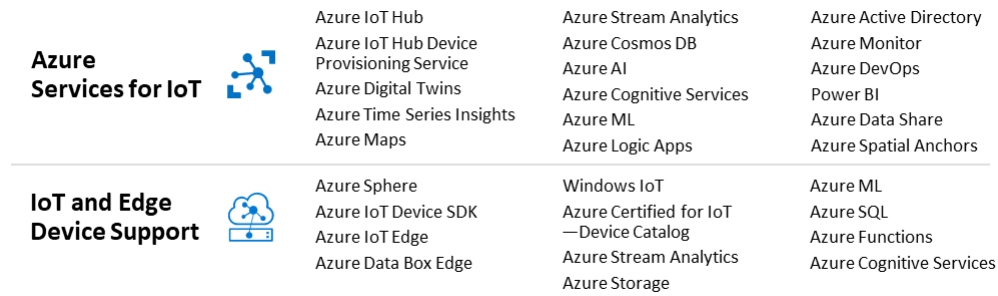 Azure
Services for IoT
Azure IoT Hub
Azure IoT Hub Device
Provisioning Service
Azure Digital Twins
Azure Time Series Insights
Azure Maps
Azure Stream Analytics
Azure Cosmos DB
Azure AI
Azure Cognitive Services
Azure ML
Azure Logic Apps
Azure Active Directory
Azure Monitor
Azure DevOps
Power BI
Azure Data Share
Azure Spatial Anchors
IoT and Edge
Device Support
Azure Sphere
Azure IoT Device SDK
Azure IoT Edge
Azure Data Box Edge
Windows IoT
Azure Certified for IoT
—Device Catalog
Azure Stream Analytics
Azure Storage
Azure ML
Azure SQL
Azure Functions
Azure Cognitive Services